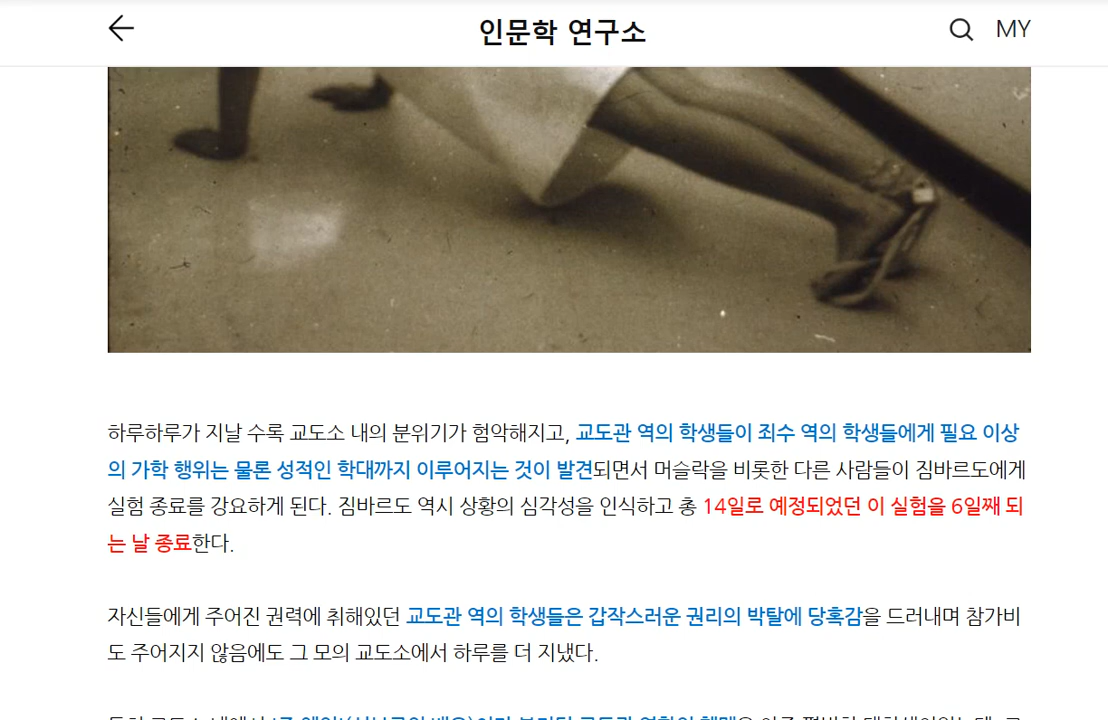 인문학 연구소
MY
하루하루가 지날 수록 교도소 내의 분위기가 험악해지고, 교도관 역의 학생들이 죄수 역의 학생들에게 필요 이상
의 가학 행위는 물론 성적인 학대까지 이루어지는 것이 발견되면서 머슬락을 비롯한 다른 사람들이 짐바르도에게
실험 종료를 강요하게 된다. 짐바르도 역시 상황의 심각성을 인식하고 총 14일로 예정되었던 이 실험을 6일째 되
는 날 종료한다.
자신들에게 주어진 권력에 취해있던 교도관 역의 학생들은 갑작스러운 권리의 박탈에 당혹감을 드러내며 참가비
도 주어지지 않음에도 그 모의 교도소에서 하루를 더 지냈다.